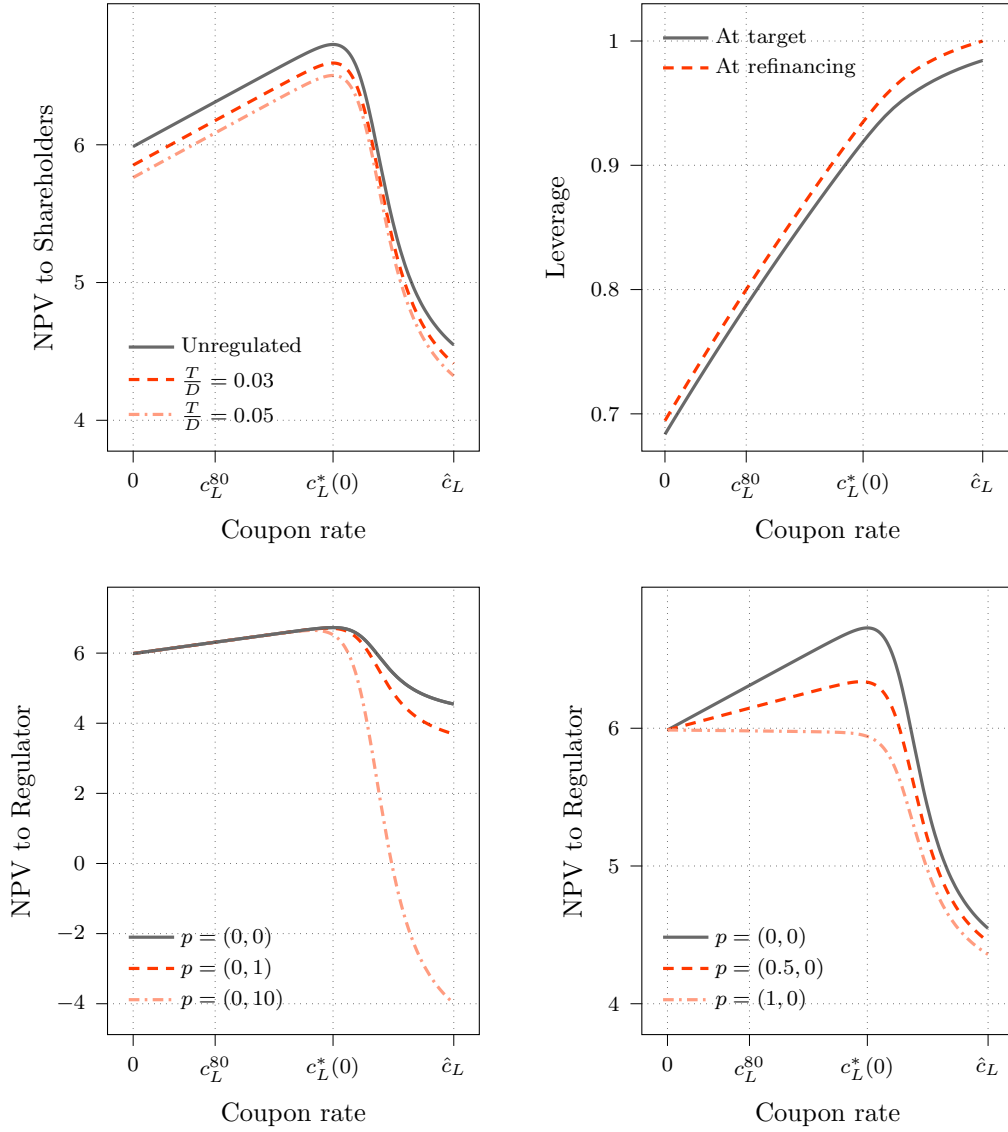 NPV to Shareholders
6
5
4
Unregulated
T/D = 0.03
T/D = 0.05
0
c_L^80
c_L^*(0)
ĉ_L
Coupon rate
Leverage
1
0.9
0.8
0.7
At target
At refinancing
0
c_L^80
c_L^*(0)
ĉ_L
Coupon rate
NPV to Regulator
6
4
2
0
−2
−4
p = (0, 0)
p = (0, 1)
p = (0, 10)
0
c_L^80
c_L^*(0)
ĉ_L
Coupon rate
NPV to Regulator
6
5
4
p = (0, 0)
p = (0.5, 0)
p = (1, 0)
0
c_L^80
c_L^*(0)
ĉ_L
Coupon rate